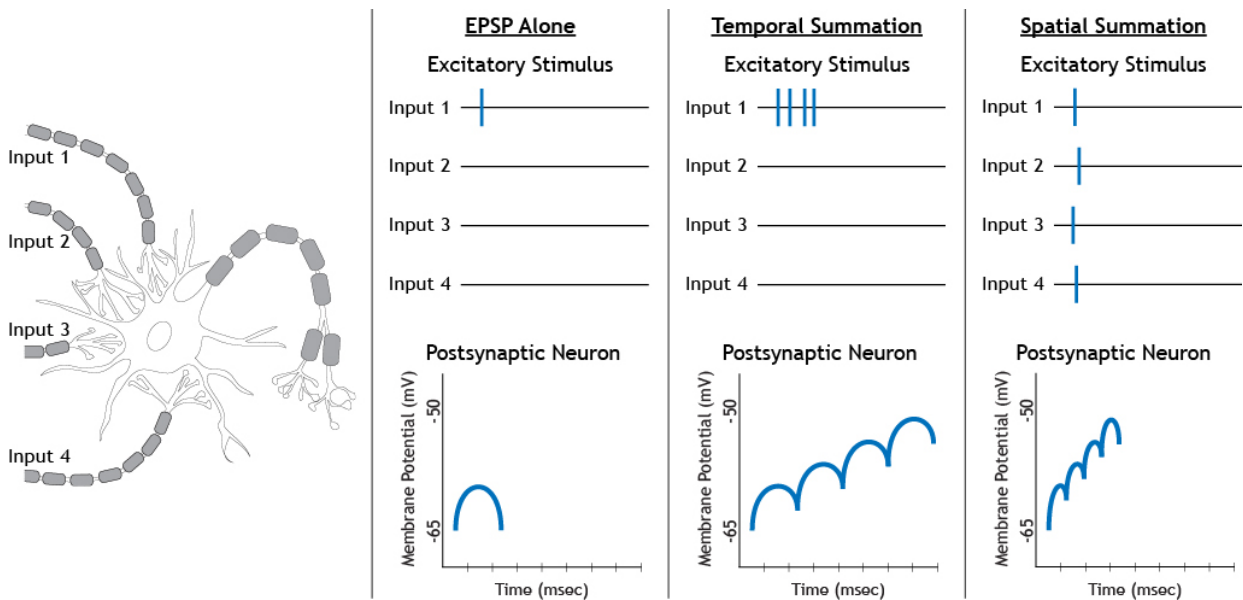 Input 1
Input 2
Input 3
Input 4
EPSP Alone
Excitatory Stimulus
Input 1
Input 2
Input 3
Input 4
Postsynaptic Neuron
Membrane Potential (mV)
-50
-65
Time (msec)
Temporal Summation
Excitatory Stimulus
Input 1
Input 2
Input 3
Input 4
Postsynaptic Neuron
Membrane Potential (mV)
-50
-65
Time (msec)
Spatial Summation
Excitatory Stimulus
Input 1
Input 2
Input 3
Input 4
Postsynaptic Neuron
Membrane Potential (mV)
-50
-65
Time (msec)